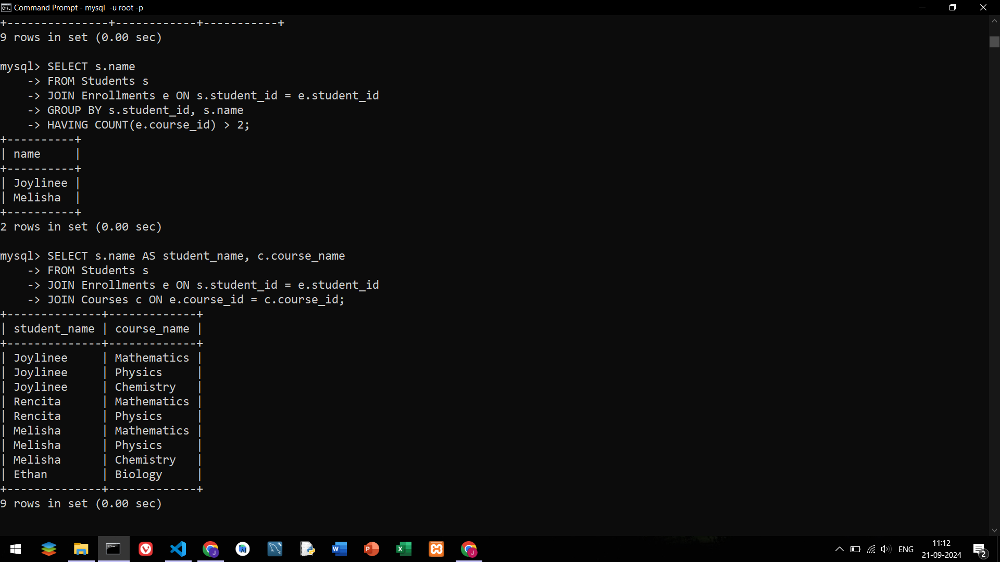 Command Prompt - mysql  -u root -p
+---------------+------------+-----------+
9 rows in set (0.00 sec)
mysql> SELECT s.name
    -> FROM Students s
    -> JOIN Enrollments e ON s.student_id = e.student_id
    -> GROUP BY s.student_id, s.name
    -> HAVING COUNT(e.course_id) > 2;
+----------+
| name     |
+----------+
| Joylinee |
| Melisha  |
+----------+
2 rows in set (0.00 sec)
mysql> SELECT s.name AS student_name, c.course_name
    -> FROM Students s
    -> JOIN Enrollments e ON s.student_id = e.student_id
    -> JOIN Courses c ON e.course_id = c.course_id;
+--------------+-------------+
| student_name | course_name |
+--------------+-------------+
| Joylinee     | Mathematics |
| Joylinee     | Physics     |
| Joylinee     | Chemistry   |
| Rencita      | Mathematics |
| Rencita      | Physics     |
| Melisha      | Mathematics |
| Melisha      | Physics     |
| Melisha      | Chemistry   |
| Ethan        | Biology     |
+--------------+-------------+
9 rows in set (0.00 sec)
ENG
11:12
21-09-2024
2